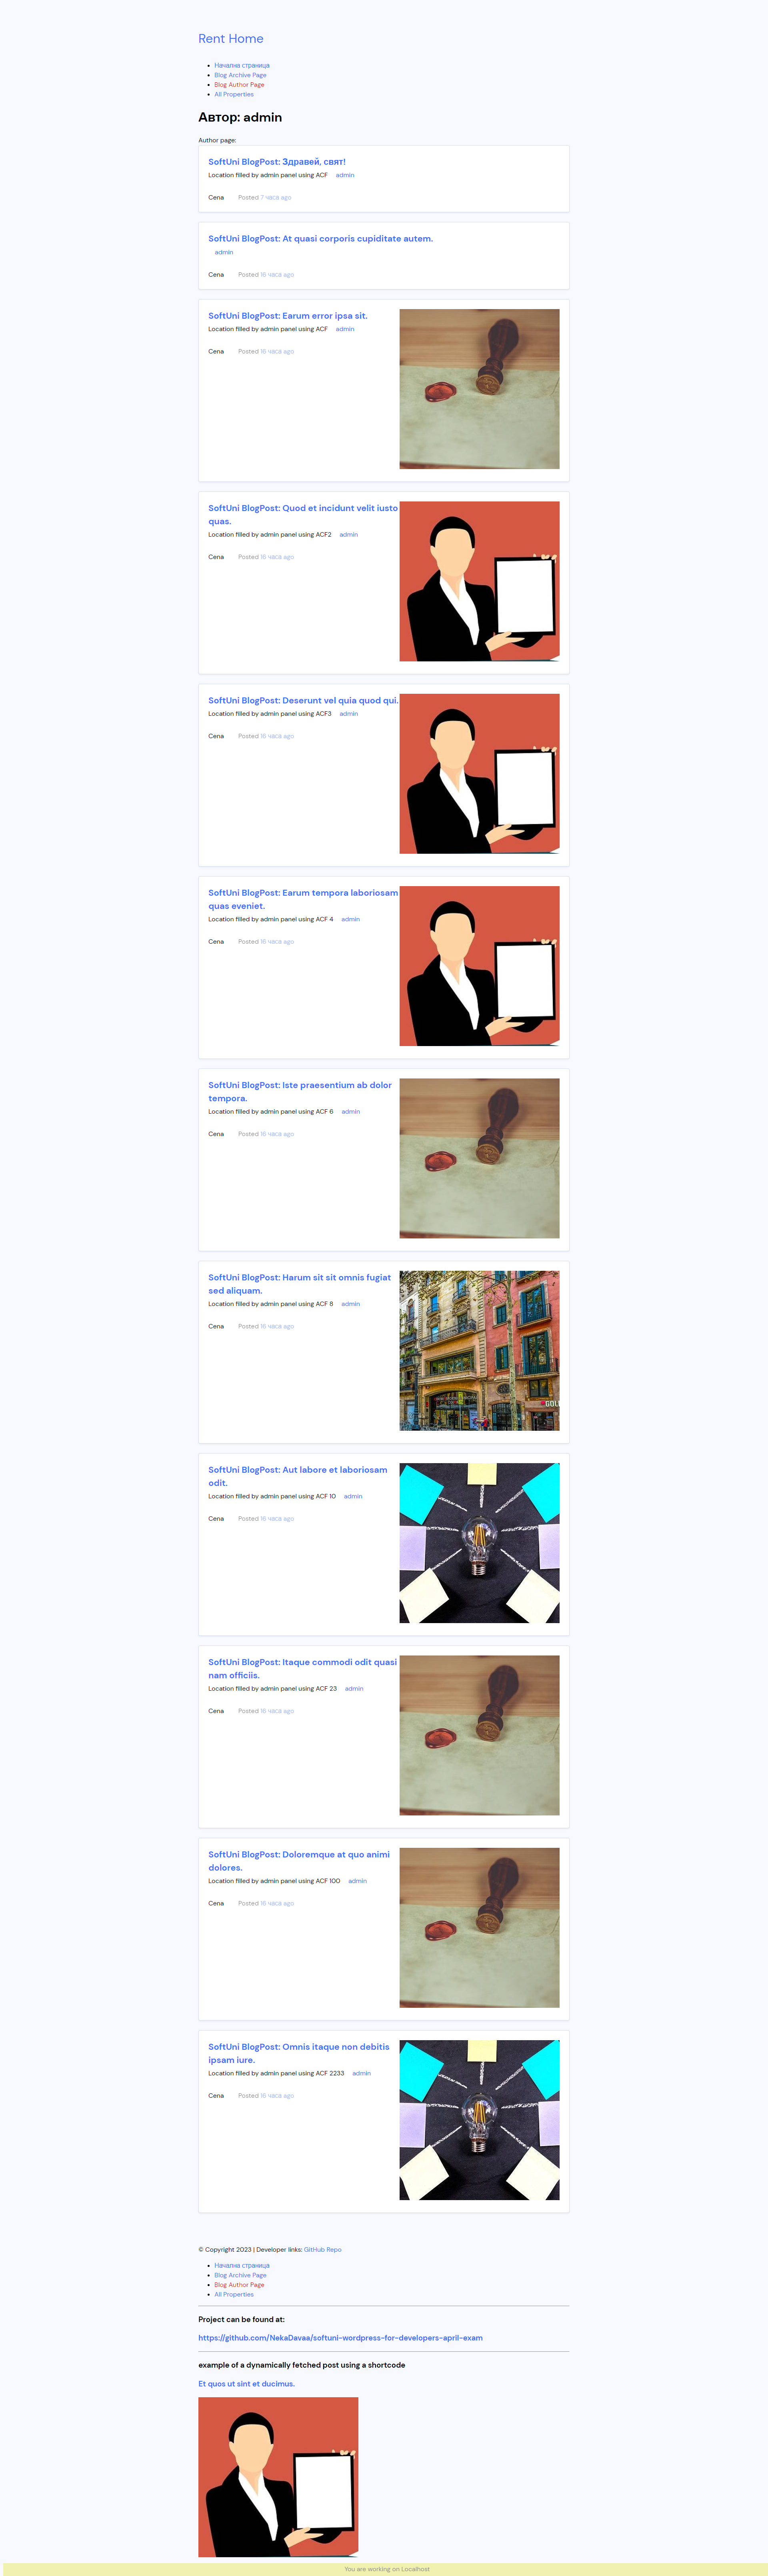 Rent Home
Начална страница
Blog Archive Page
Blog Author Page
All Properties
Автор: admin
Author page:
SoftUni BlogPost: Здравей, свят!
Location filled by admin panel using ACF admin
Cena Posted 7 часа ago
SoftUni BlogPost: At quasi corporis cupiditate autem.
admin
Cena Posted 16 часа ago
SoftUni BlogPost: Earum error ipsa sit.
Location filled by admin panel using ACF admin
Cena Posted 16 часа ago
SoftUni BlogPost: Quod et incidunt velit iusto
quas.
Location filled by admin panel using ACF2 admin
Cena Posted 16 часа ago
SoftUni BlogPost: Deserunt vel quia quod qui.
Location filled by admin panel using ACF3 admin
Cena Posted 16 часа ago
SoftUni BlogPost: Earum tempora laboriosam
quas eveniet.
Location filled by admin panel using ACF 4 admin
Cena Posted 16 часа ago
SoftUni BlogPost: Iste praesentium ab dolor
tempora.
Location filled by admin panel using ACF 6 admin
Cena Posted 16 часа ago
SoftUni BlogPost: Harum sit sit omnis fugiat
sed aliquam.
Location filled by admin panel using ACF 8 admin
Cena Posted 16 часа ago
GOL
SoftUni BlogPost: Aut labore et laboriosam
odit.
Location filled by admin panel using ACF 10 admin
Cena Posted 16 часа ago
SoftUni BlogPost: Itaque commodi odit quasi
nam officiis.
Location filled by admin panel using ACF 23 admin
Cena Posted 16 часа ago
SoftUni BlogPost: Doloremque at quo animi
dolores.
Location filled by admin panel using ACF 100 admin
Cena Posted 16 часа ago
SoftUni BlogPost: Omnis itaque non debitis
ipsam iure.
Location filled by admin panel using ACF 2233 admin
Cena Posted 16 часа ago
© Copyright 2023 | Developer links: GitHub Repo
Начална страница
Blog Archive Page
Blog Author Page
All Properties
Project can be found at:
https://github.com/NekaDavaa/softuni-wordpress-for-developers-april-exam
example of a dynamically fetched post using a shortcode
Et quos ut sint et ducimus.
You are working on Localhost